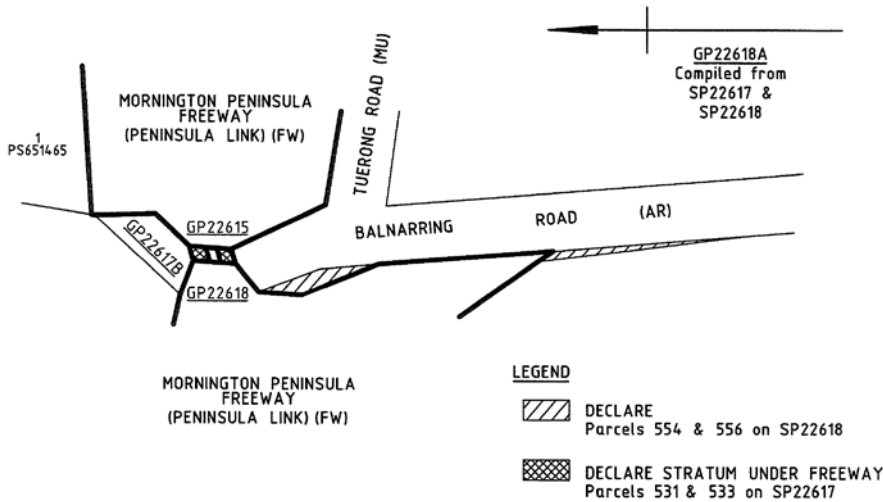 GP22618A
Compiled from
SP22617 &
SP22618
TUERONG ROAD (MU)
MORNINGTON PENINSULA
FREEWAY
(PENINSULA LINK) (FW)
1
PS651465
GP22615
BALNARRING ROAD (AR)
GP22617B
GP22618
MORNINGTON PENINSULA
FREEWAY
(PENINSULA LINK) (FW)
LEGEND
DECLARE
Parcels 554 & 556 on SP22618
DECLARE STRATUM UNDER FREEWAY
Parcels 531 & 533 on SP22617